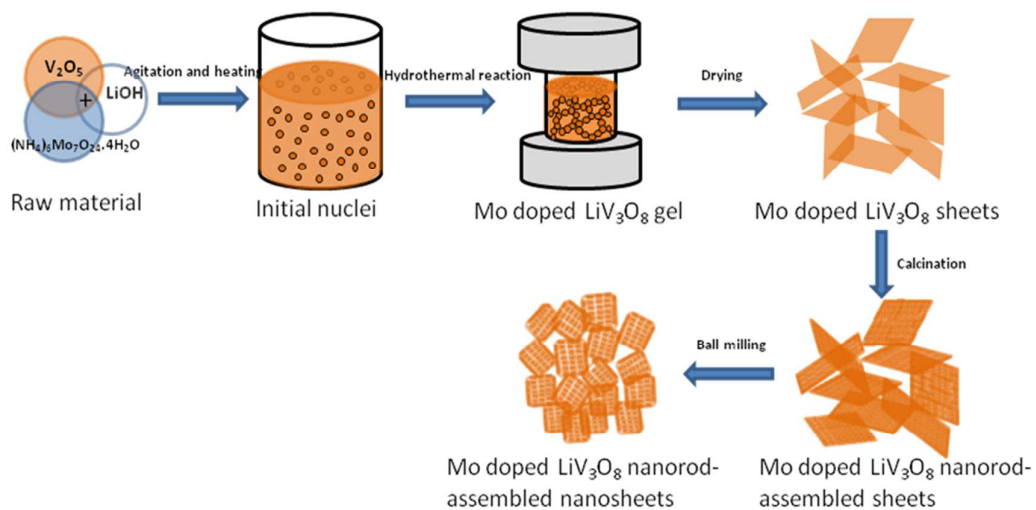 V₂O₅
+
LiOH
(NH₄)₆Mo₇O₂₄.4H₂O
Raw material
Agitation and heating
Initial nuclei
Hydrothermal reaction
Mo doped LiV₃O₈ gel
Drying
Mo doped LiV₃O₈ sheets
Calcination
Mo doped LiV₃O₈ nanorod-
assembled sheets
Ball milling
Mo doped LiV₃O₈ nanorod-
assembled nanosheets